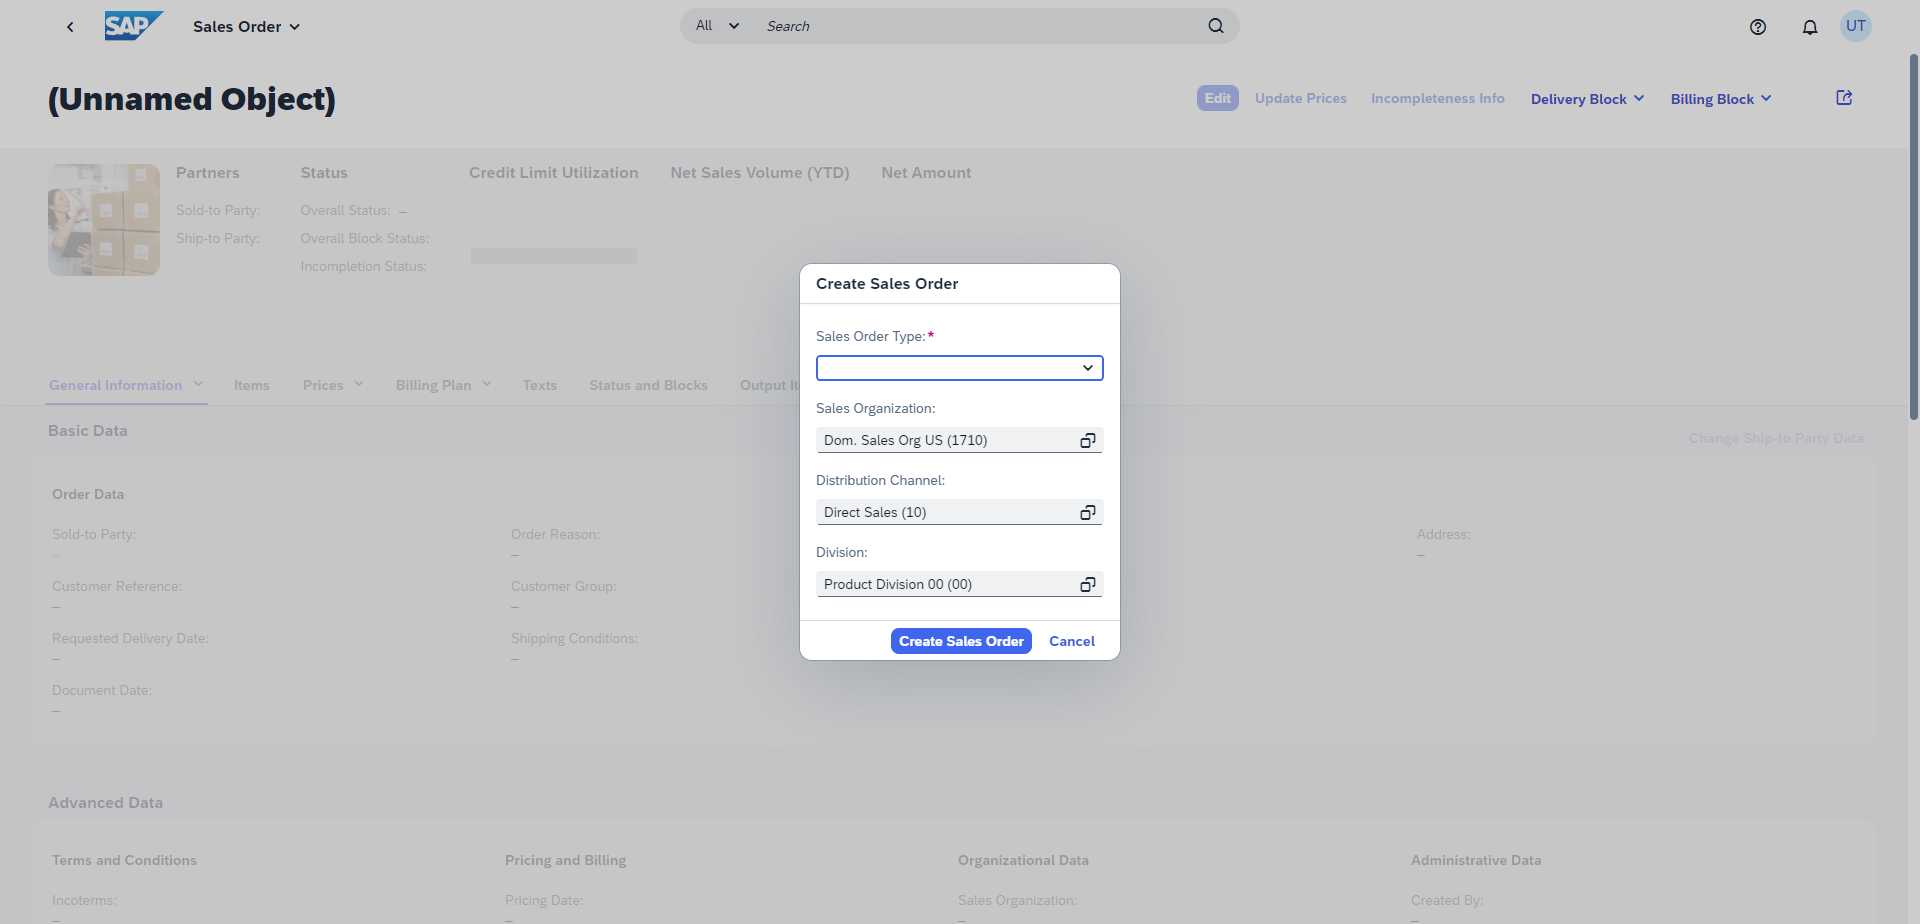 SAP
Sales Order
All
Search
UT
(Unnamed Object)
Edit
Update Prices
Incompleteness Info
Delivery Block
Billing Block
Partners
Status
Credit Limit Utilization
Net Sales Volume (YTD)
Net Amount
Sold-to Party:
Overall Status: –
Ship-to Party:
Overall Block Status:
Incompletion Status:
General Information
Items
Prices
Billing Plan
Texts
Status and Blocks
Output
Basic Data
Change Ship-to Party Data
Order Data
Sold-to Party:
–
Order Reason:
–
Address:
–
Customer Reference:
–
Customer Group:
–
Requested Delivery Date:
–
Shipping Conditions:
–
Document Date:
–
Create Sales Order
Sales Order Type:*
Sales Organization:
Dom. Sales Org US (1710)
Distribution Channel:
Direct Sales (10)
Division:
Product Division 00 (00)
Create Sales Order
Cancel
Advanced Data
Terms and Conditions
Pricing and Billing
Organizational Data
Administrative Data
Incoterms:
–
Pricing Date:
–
Sales Organization:
–
Created By:
–